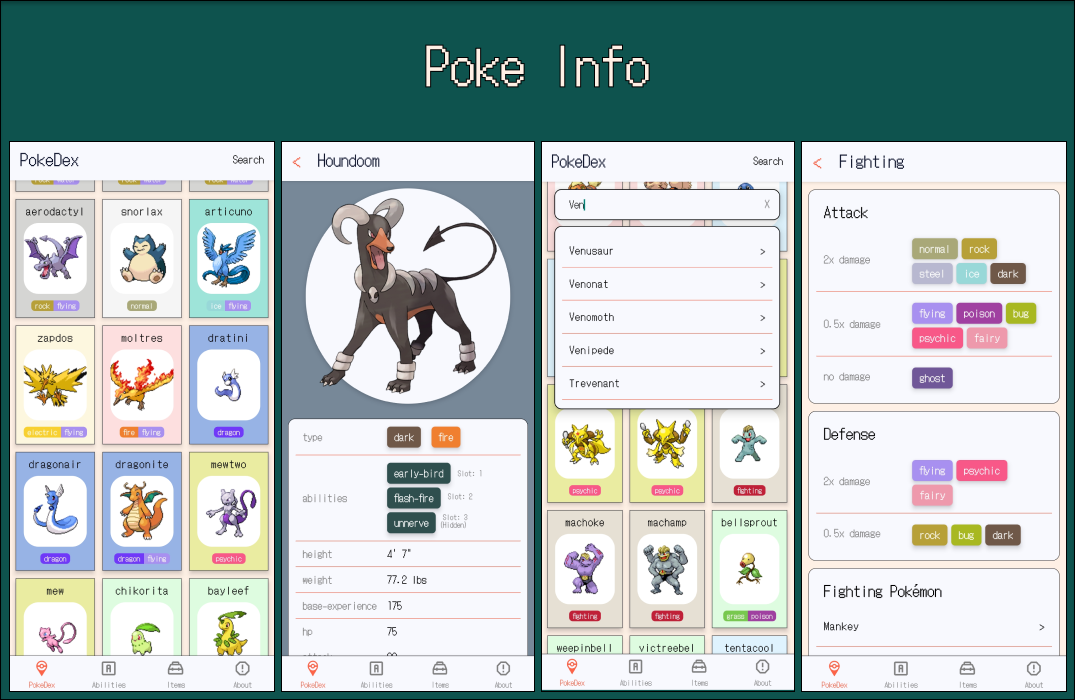 Poke Info
PokeDex
Search
rock water
rock water
aerodactyl
snorlax
articuno
rock flying
normal
ice flying
zapdos
moltres
dratini
electric flying
fire flying
dragon
dragonair
dragonite
mewtwo
dragon
dragon flying
psychic
mew
chikorita
bayleef
PokeDex
Abilities
Items
About
< Houndoom
type
dark
fire
abilities
early-bird
Slot: 1
flash-fire
Slot: 2
unnerve
Slot: 3
(Hidden)
height
4' 7"
weight
77.2 lbs
base-experience
175
hp
75
PokeDex
Abilities
Items
About
PokeDex
Search
Ven
X
Venusaur >
Venonat >
Venomoth >
Venipede >
Trevenant >
psychic
psychic
fighting
machoke
machamp
bellsprout
fighting
fighting
grass poison
weepinbell
victreebel
tentacool
PokeDex
Abilities
Items
About
< Fighting
Attack
2x damage
normal
rock
steel
ice
dark
0.5x damage
flying
poison
bug
psychic
fairy
no damage
ghost
Defense
2x damage
flying
psychic
fairy
0.5x damage
rock
bug
dark
Fighting Pokémon
Mankey >
PokeDex
Abilities
Items
About